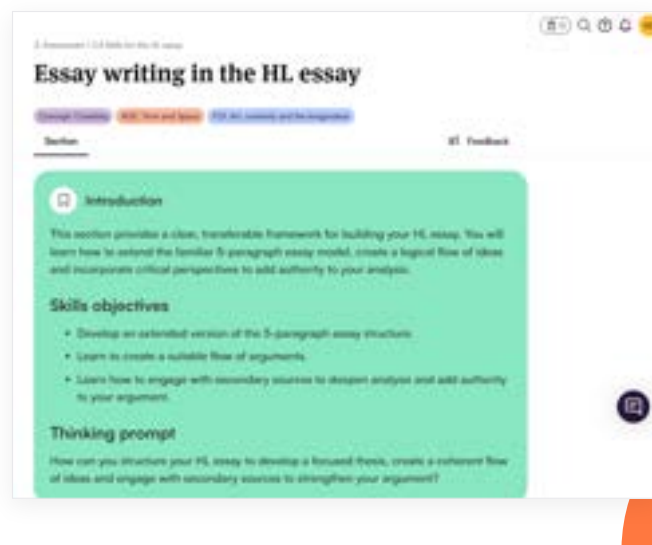 Essay writing in the HL essay
Section
Feedback
Introduction
This section provides a clear, transferable framework for building your HL essay. You will
learn how to extend the familiar 5-paragraph essay model, create a logical flow of ideas
and incorporate critical perspectives to add authority to your analysis.
Skills objectives
• Develop an extended version of the 5-paragraph essay structure.
• Learn to create a suitable flow of arguments.
• Learn how to engage with secondary sources to deepen analysis and add authority
to your argument.
Thinking prompt
How can you structure your HL essay to develop a focused thesis, create a coherent flow
of ideas and engage with secondary sources to strengthen your argument?